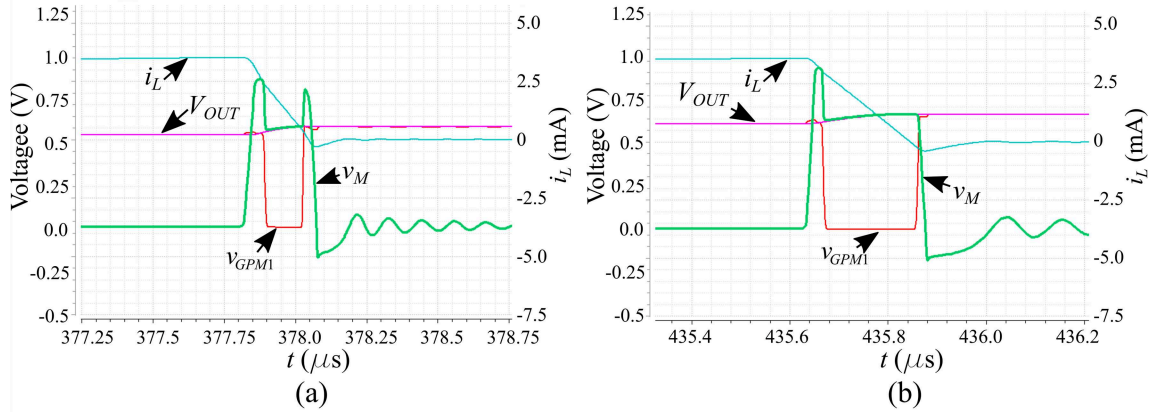 Voltagee (V)
1.0
0.75
0.5
0.25
0.0
-0.25
-0.5
5.0
2.5
0
-2.5
-5.0
-7.5
i_L (mA)
i_L
V_OUT
v_M
v_GPM1
377.25 377.5 377.75 378.0 378.25 378.5 378.75
t (μs)
(a)
Voltage (V)
1.0
0.75
0.5
0.25
0.0
-0.25
-0.5
5.0
2.5
0
-2.5
-5.0
-7.5
i_L (mA)
i_L
V_OUT
v_M
v_GPM1
435.4 435.6 435.8 436.0 436.2
t (μs)
(b)